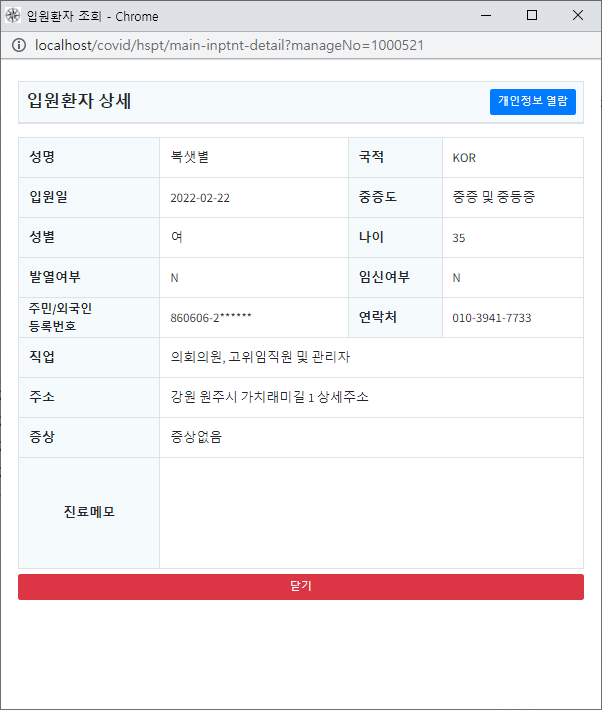 입원환자 조회 - Chrome
localhost/covid/hspt/main-inptnt-detail?manageNo=1000521
입원환자 상세
개인정보 열람
성명 복샛별 국적 KOR
입원일 2022-02-22 중증도 중증 및 중등증
성별 여 나이 35
발열여부 N 임신여부 N
주민/외국인
등록번호 860606-2****** 연락처 010-3941-7733
직업 의회의원, 고위임직원 및 관리자
주소 강원 원주시 가치래미길 1 상세주소
증상 증상없음
진료메모
닫기